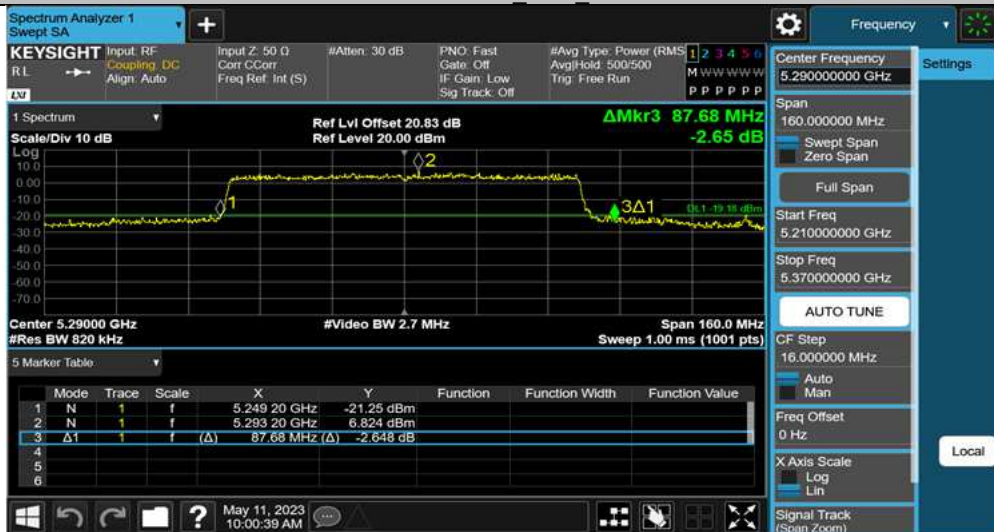 Spectrum Analyzer 1
Swept SA
+
Frequency
KEYSIGHT
RL
LXI
Input: RF
Coupling: DC
Align: Auto
Input Z: 50 Ω
Corr CCorr
Freq Ref: Int (S)
#Atten: 30 dB
PNO: Fast
Gate: Off
IF Gain: Low
Sig Track: Off
#Avg Type: Power (RMS
Avg|Hold: 500/500
Trig: Free Run
1 2 3 4 5 6
M W W W W W
P P P P P P
1 Spectrum
Scale/Div 10 dB
Ref Lvl Offset 20.83 dB
Ref Level 20.00 dBm
ΔMkr3 87.68 MHz
-2.65 dB
Log
10.0
0.00
-10.0
-20.0
-30.0
-40.0
-50.0
-60.0
-70.0
1
2
3Δ1
DL1 -19.18 dBm
Center 5.29000 GHz
#Res BW 820 kHz
#Video BW 2.7 MHz
Span 160.0 MHz
Sweep 1.00 ms (1001 pts)
5 Marker Table
Mode Trace Scale X Y Function Function Width Function Value
1 N 1 f 5.249 20 GHz -21.25 dBm
2 N 1 f 5.293 20 GHz 6.824 dBm
3 Δ1 1 f (Δ) 87.68 MHz (Δ) -2.648 dB
4
5
6
Center Frequency
5.290000000 GHz
Settings
Span
160.000000 MHz
Swept Span
Zero Span
Full Span
Start Freq
5.210000000 GHz
Stop Freq
5.370000000 GHz
AUTO TUNE
CF Step
16.000000 MHz
Auto
Man
Freq Offset
0 Hz
X Axis Scale
Log
Lin
Signal Track
(Span Zoom)
Local
?
May 11, 2023
10:00:39 AM